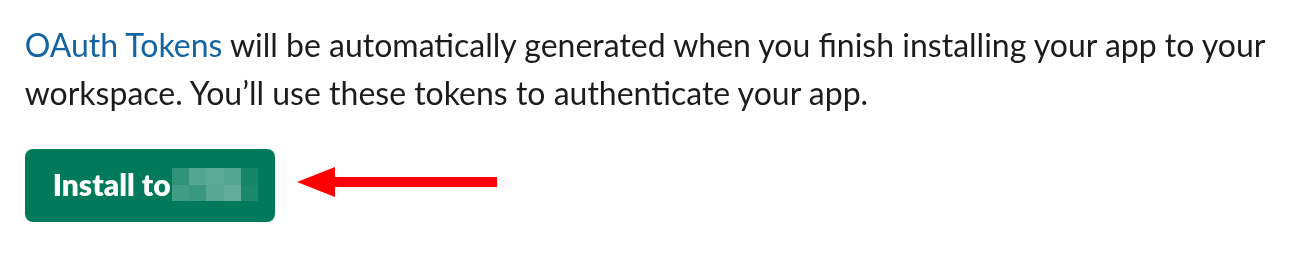 OAuth Tokens will be automatically generated when you finish installing your app to your
workspace. You’ll use these tokens to authenticate your app.
Install to